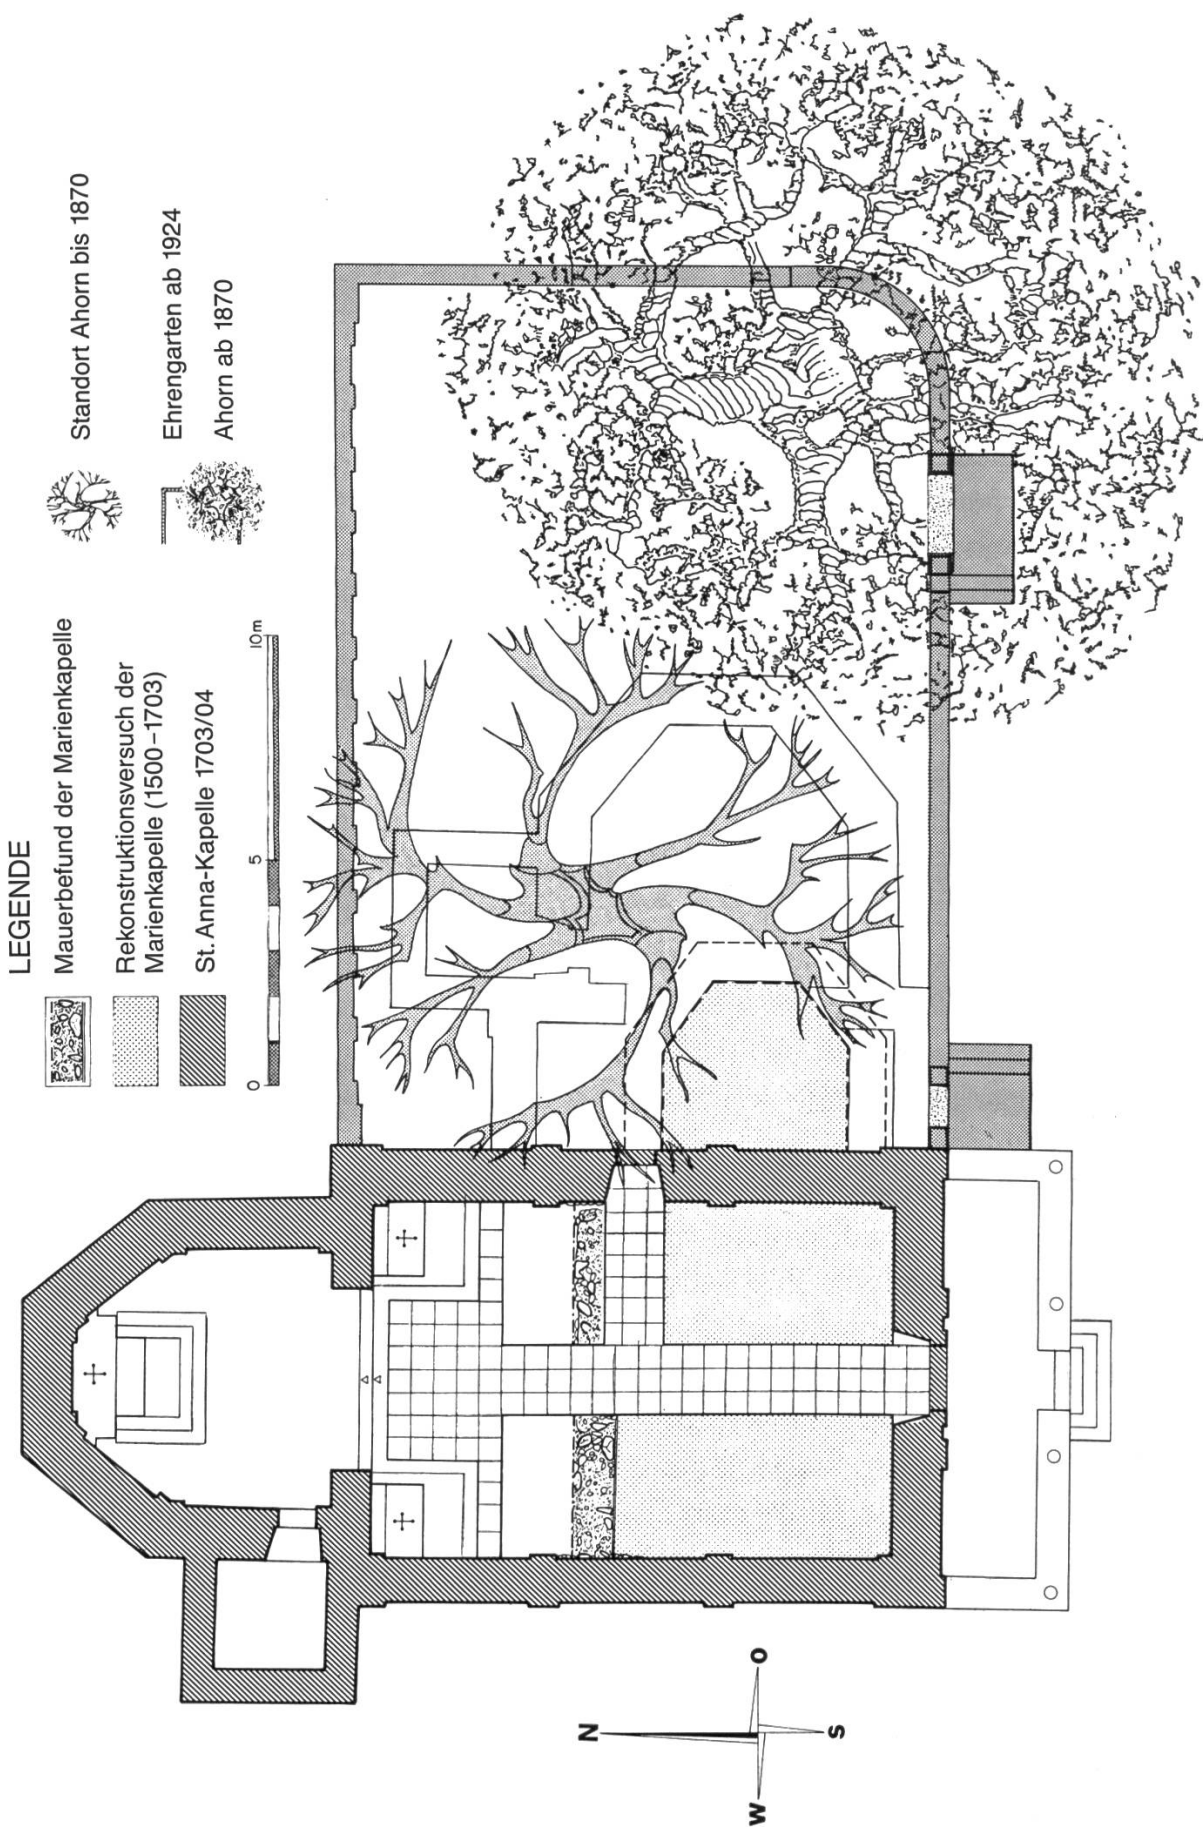 LEGENDE
Mauerbefund der Marienkapelle
Rekonstruktionsversuch der
Marienkapelle (1500–1703)
St. Anna-Kapelle 1703/04
Standort Ahorn bis 1870
Ehrengarten ab 1924
Ahorn ab 1870
0 5 10m
N
W O
S